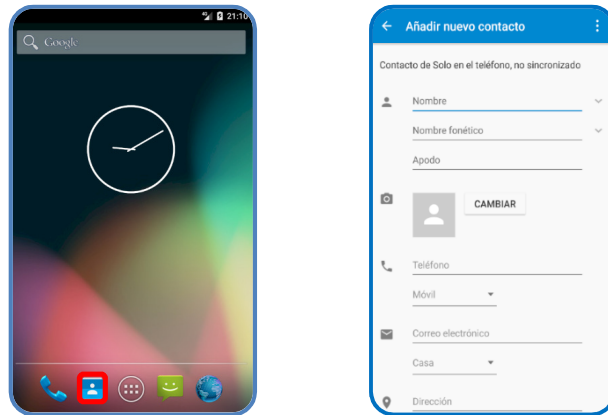 4G 21:10
Google
Añadir nuevo contacto
Contacto de Solo en el teléfono, no sincronizado
Nombre
Nombre fonético
Apodo
CAMBIAR
Teléfono
Móvil
Correo electrónico
Casa
Dirección